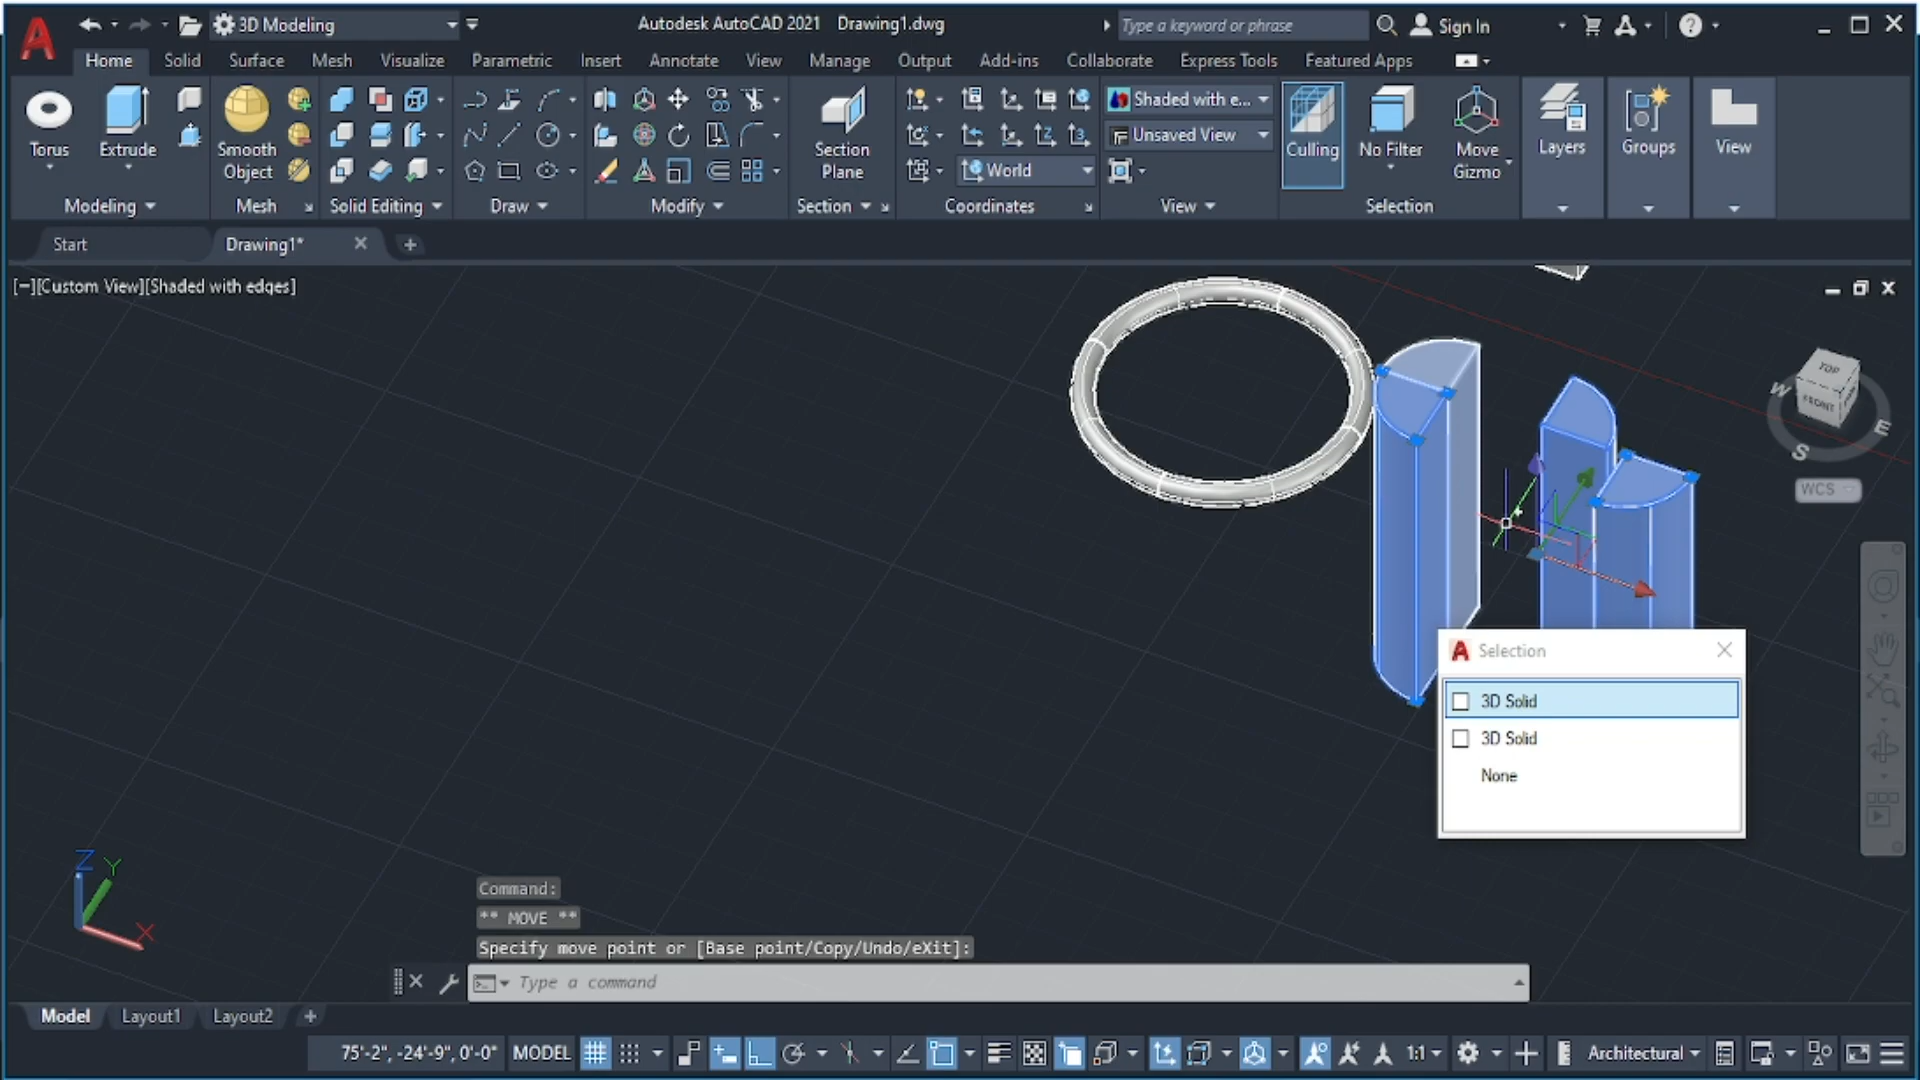 3D Modeling
Autodesk AutoCAD 2021 Drawing1.dwg
Type a keyword or phrase
Sign In
Home Solid Surface Mesh Visualize Parametric Insert Annotate View Manage Output Add-ins Collaborate Express Tools Featured Apps
Torus
Extrude
Smooth Object
Section Plane
World
Shaded with e...
Unsaved View
Culling
No Filter
Move Gizmo
Layers
Groups
View
Modeling Mesh Solid Editing Draw Modify Section Coordinates View Selection
Start Drawing1*
[−][Custom View][Shaded with edges]
TOP
FRONT
W
E
S
WCS
Selection
3D Solid
3D Solid
None
Z
Y
X
Command:
** MOVE **
Specify move point or [Base point/Copy/Undo/eXit]:
Type a command
Model Layout1 Layout2
75'-2", -24'-9", 0'-0" MODEL 1:1 Architectural